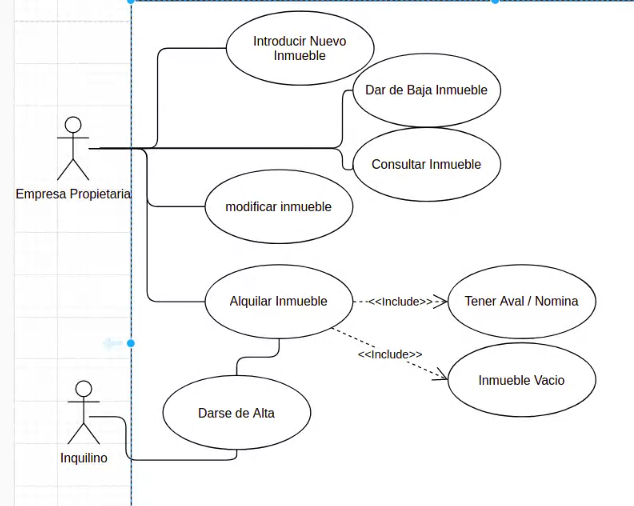 Introducir Nuevo
Inmueble
Dar de Baja Inmueble
Consultar Inmueble
Empresa Propietaria
modificar inmueble
Alquilar Inmueble
<<Include>>
Tener Aval / Nomina
<<Include>>
Inmueble Vacio
Darse de Alta
Inquilino